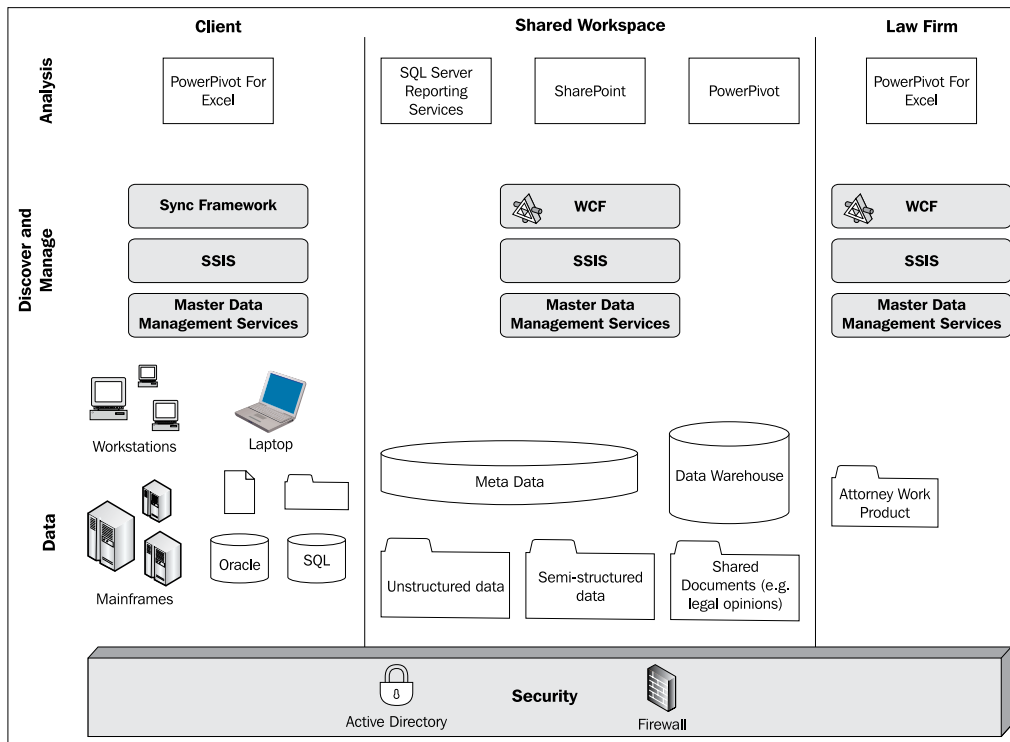 Client
Shared Workspace
Law Firm
Analysis
PowerPivot For
Excel
SQL Server
Reporting
Services
SharePoint
PowerPivot
PowerPivot For
Excel
Discover and
Manage
Sync Framework
WCF
WCF
SSIS
SSIS
SSIS
Master Data
Management Services
Master Data
Management Services
Master Data
Management Services
Data
Workstations
Laptop
Mainframes
Oracle
SQL
Meta Data
Data Warehouse
Unstructured data
Semi-structured
data
Shared
Documents (e.g.
legal opinions)
Attorney Work
Product
Security
Active Directory
Firewall